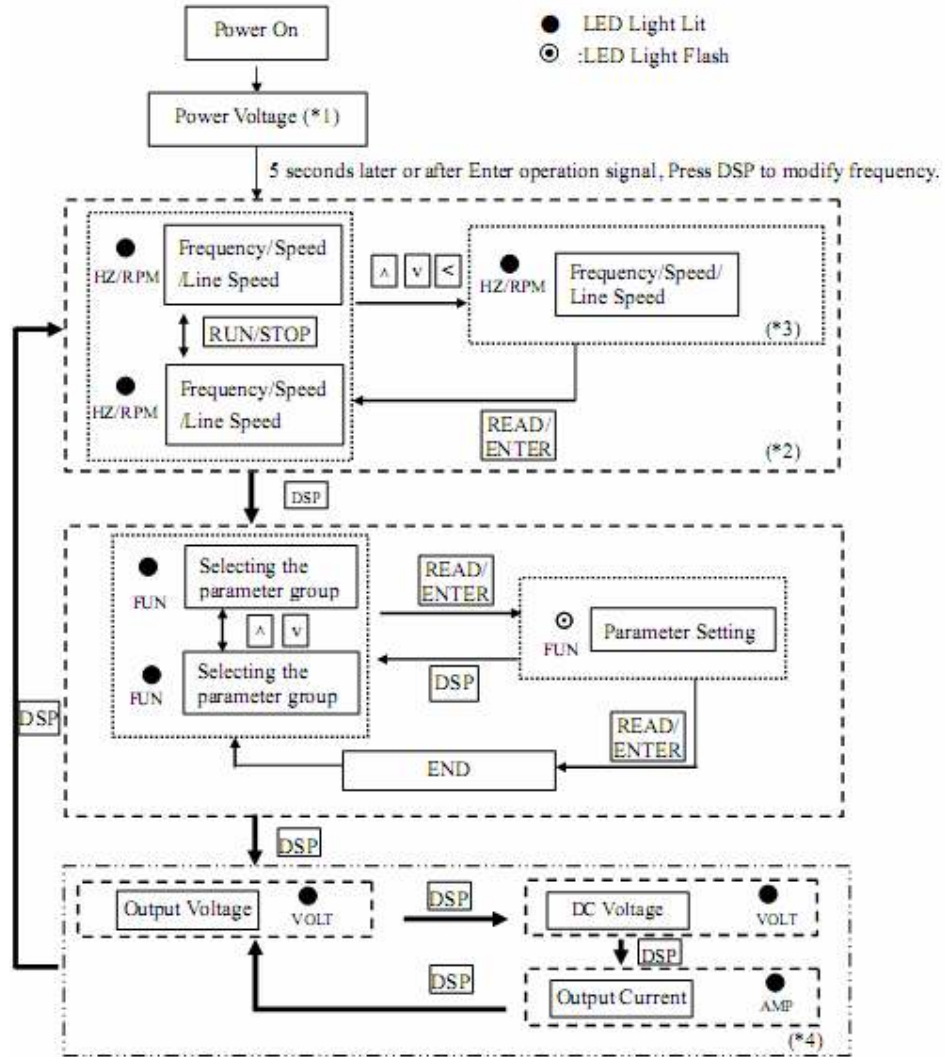 Power On
LED Light Lit
:LED Light Flash
Power Voltage (*1)
5 seconds later or after Enter operation signal, Press DSP to modify frequency.
Frequency/Speed
/Line Speed
HZ/RPM
^ v <
Frequency/Speed/
Line Speed
HZ/RPM
(*3)
RUN/STOP
Frequency/Speed
/Line Speed
HZ/RPM
READ/
ENTER
(*2)
DSP
Selecting the
parameter group
FUN
READ/
ENTER
^ v
Parameter Setting
FUN
Selecting the
parameter group
FUN
DSP
DSP
READ/
ENTER
END
DSP
Output Voltage
VOLT
DSP
DC Voltage
VOLT
DSP
DSP
Output Current
AMP
(*4)